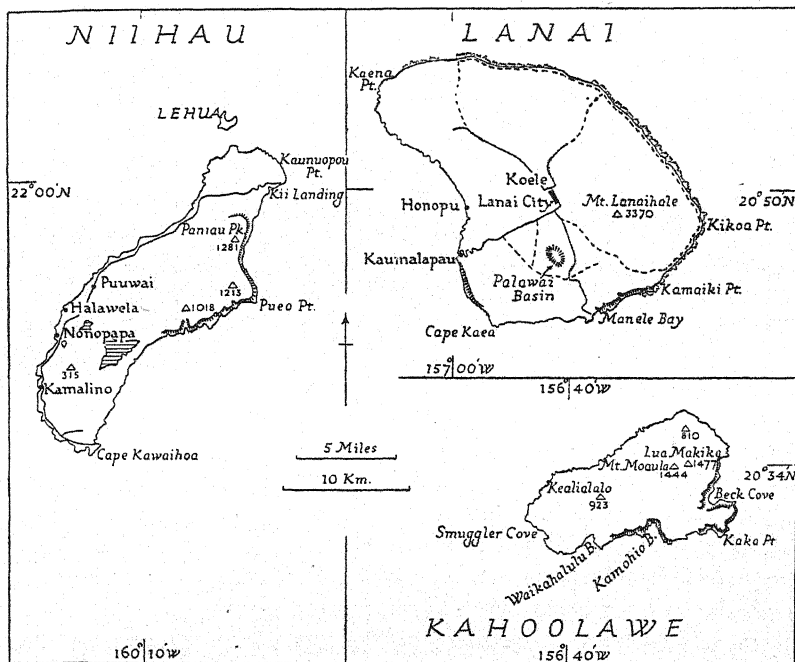 NIIHAU
LEHUA
Kaunuopou
Pt.
22°00'N
Kii Landing
Paniau Pk.
1281
Puuwai
1213
Halawela
1018
Pueo Pt.
Nonopapa
315
Kamalino
Cape Kawaihoa
160°10'W
5 Miles
10 Km.
LANAI
Kaena
Pt.
Koele
Honopu
Lanai City
Mt. Lanaihale
3370
20°50'N
Kikoa Pt.
Kaumalapau
Palawai
Basin
Kamaiki Pt.
Manele Bay
Cape Kaea
157°00'W
156°40'W
810
Lua Makika
Mt. Moaula
1477
1444
20°34'N
Kealialalo
923
Beck Cove
Smuggler Cove
Kaka Pt
Waikahalulu B.
Kamohio B.
KAHOOLAWE
156°40'W